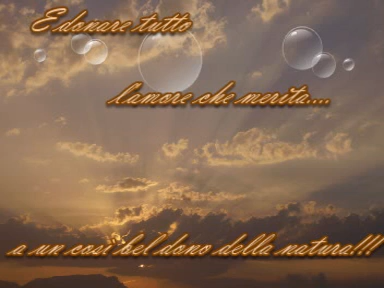 E donare tutto
l'amore che merita....
a un così bel dono della natura!!!